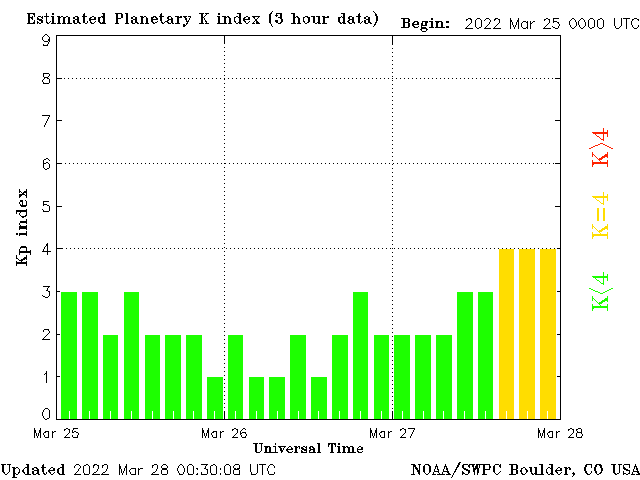 Estimated Planetary K index (3 hour data) Begin: 2022 Mar 25 0000 UTC
9
8
7
6
5
4
3
2
1
0
Kp index
K>4
K=4
K<4
Mar 25 Mar 26 Mar 27 Mar 28
Universal Time
Updated 2022 Mar 28 00:30:08 UTC NOAA/SWPC Boulder, CO USA